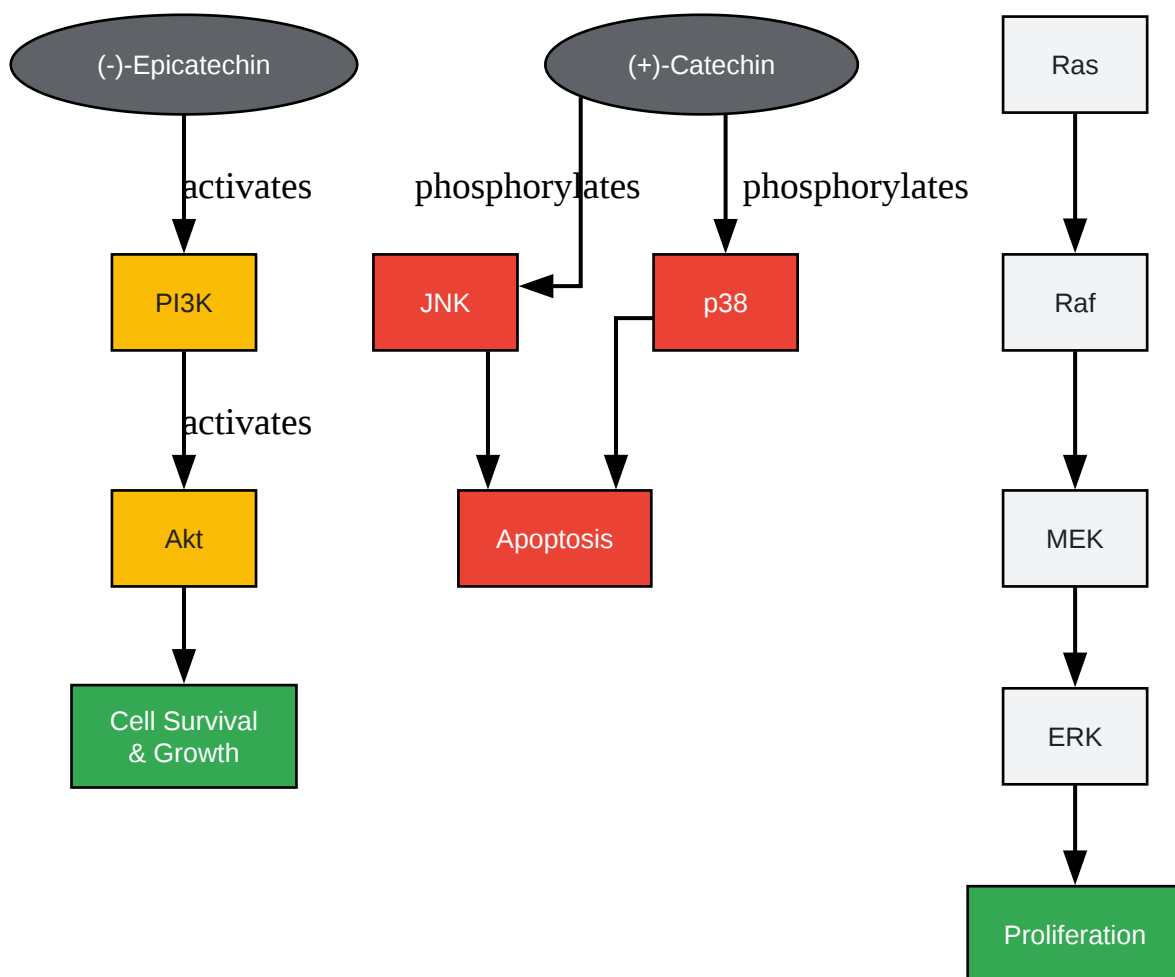 (-)-Epicatechin
(+)-Catechin
Ras
activates
phosphorylates
phosphorylates
PI3K
JNK
p38
Raf
activates
Akt
Apoptosis
MEK
Cell Survival
& Growth
ERK
Proliferation